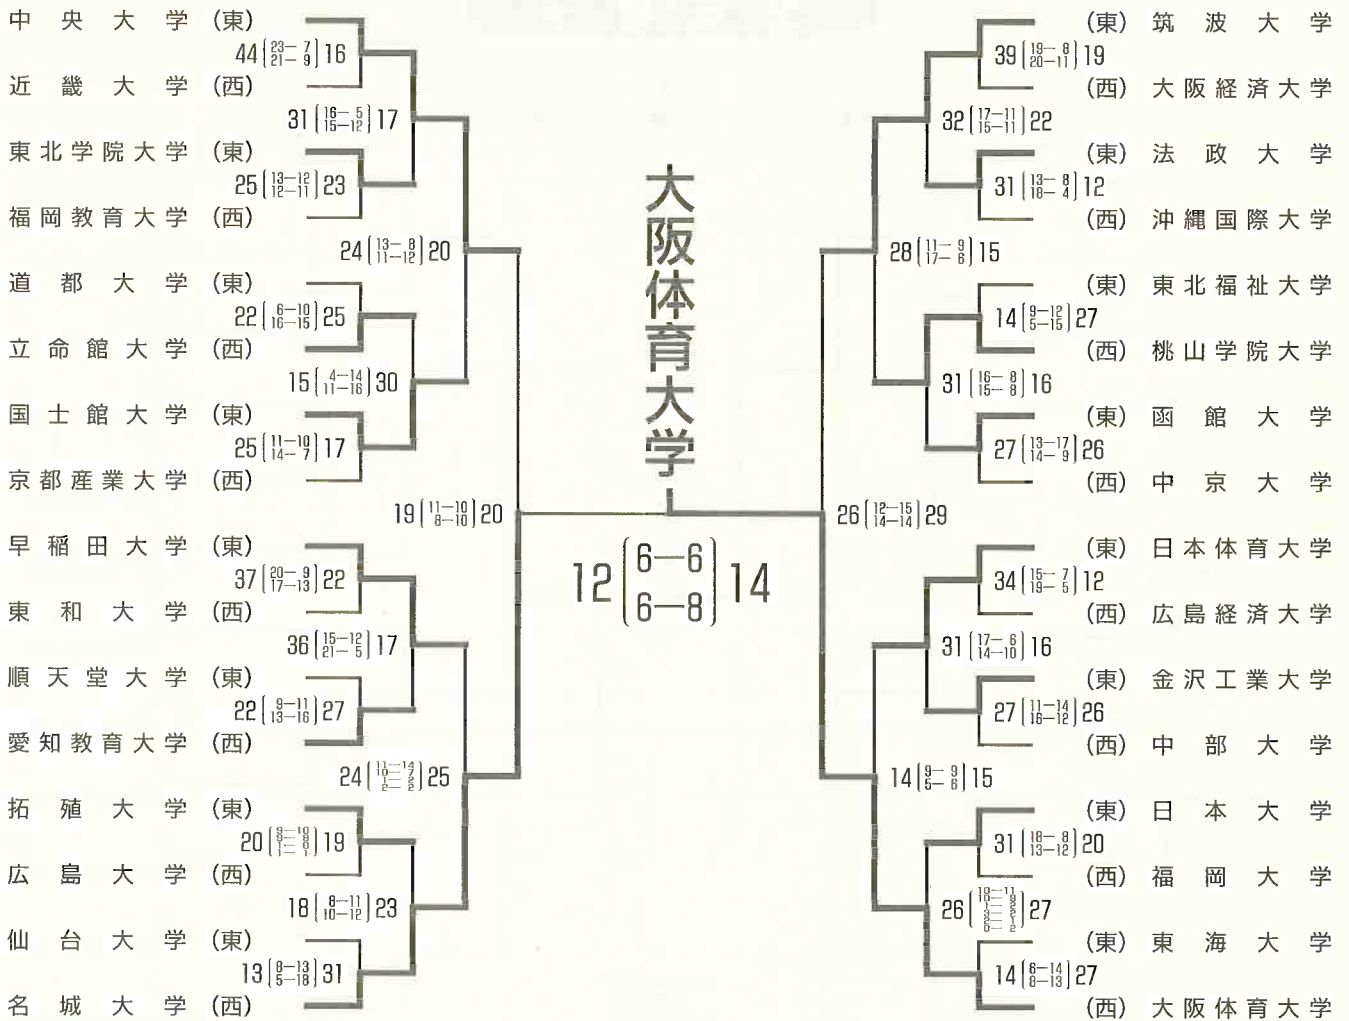 中央大学 (東)
44 23-7 21-9 16
近畿大学 (西)
31 16-5 15-12 17
東北学院大学 (東)
25 13-12 12-11 23
福岡教育大学 (西)
24 13-8 11-12 20
道都大学 (東)
22 6-10 16-15 25
立命館大学 (西)
15 4-14 11-16 30
国士館大学 (東)
25 11-10 14-7 17
京都産業大学 (西)
19 11-10 8-10 20
早稲田大学 (東)
37 20-9 17-13 22
東和大学 (西)
36 15-12 21-5 17
順天堂大学 (東)
22 9-11 13-16 27
愛知教育大学 (西)
24 11-14 10-7 1-2 2-2 25
拓殖大学 (東)
20 19
広島大学 (西)
18 8-11 10-12 23
仙台大学 (東)
13 8-13 5-18 31
名城大学 (西)
大阪体育大学
12 6-6 6-8 14
(東) 筑波大学
39 19-8 20-11 19
(西) 大阪経済大学
32 17-11 15-11 22
(東) 法政大学
31 13-8 18-4 12
(西) 沖縄国際大学
28 11-9 17-6 15
(東) 東北福祉大学
14 9-12 5-15 27
(西) 桃山学院大学
31 16-8 15-8 16
(東) 函館大学
27 13-17 14-9 26
(西) 中京大学
26 12-15 14-14 29
(東) 日本体育大学
34 15-7 19-5 12
(西) 広島経済大学
31 17-6 14-10 16
(東) 金沢工業大学
27 11-14 16-12 26
(西) 中部大学
14 9-9 5-6 15
(東) 日本大学
31 18-8 13-12 20
(西) 福岡大学
26 27
(東) 東海大学
14 6-14 8-13 27
(西) 大阪体育大学